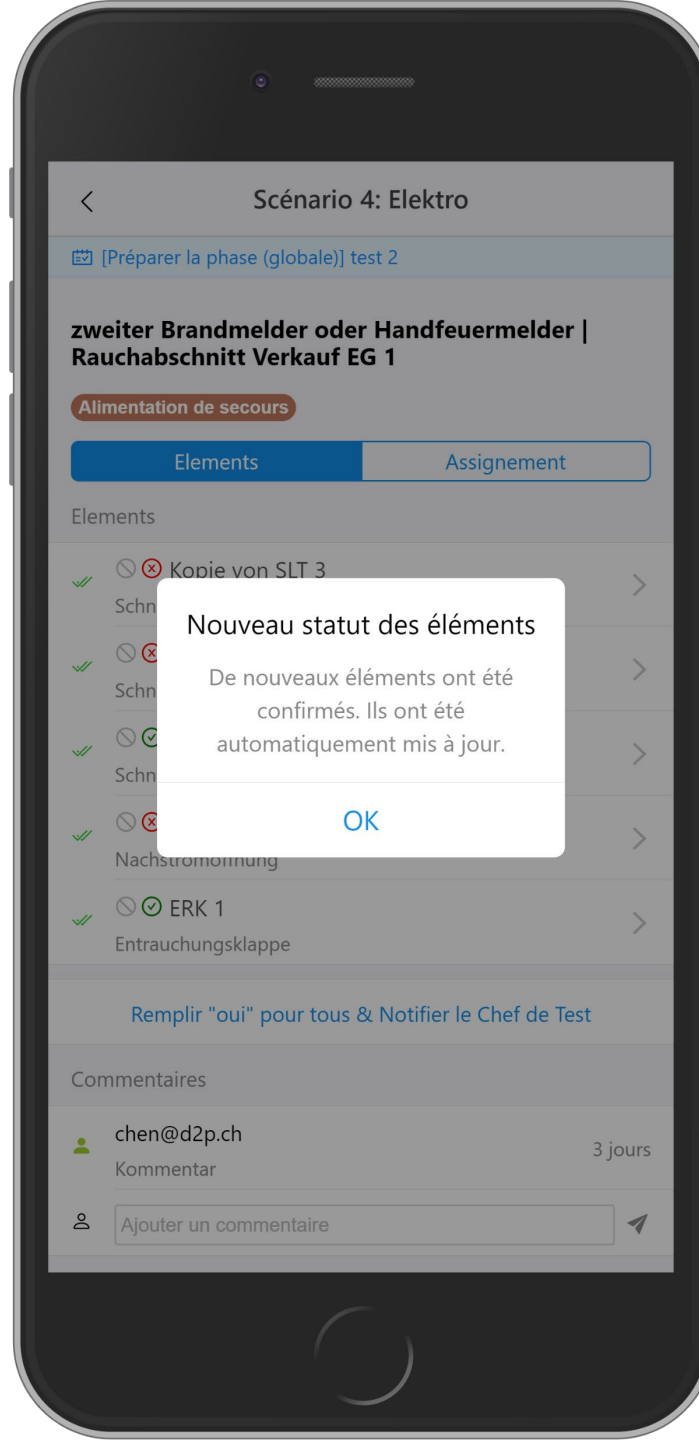 Scénario 4: Elektro
[Préparer la phase (globale)] test 2
zweiter Brandmelder oder Handfeuermelder |
Rauchabschnitt Verkauf EG 1
Alimentation de secours
Elements
Assignement
Elements
Kopie von SLT 3
Schn
Nouveau statut des éléments
De nouveaux éléments ont été
confirmés. Ils ont été
automatiquement mis à jour.
OK
Schn
Schn
Nachströmöffnung
ERK 1
Entrauchungsklappe
Remplir "oui" pour tous & Notifier le Chef de Test
Commentaires
chen@d2p.ch
3 jours
Kommentar
Ajouter un commentaire